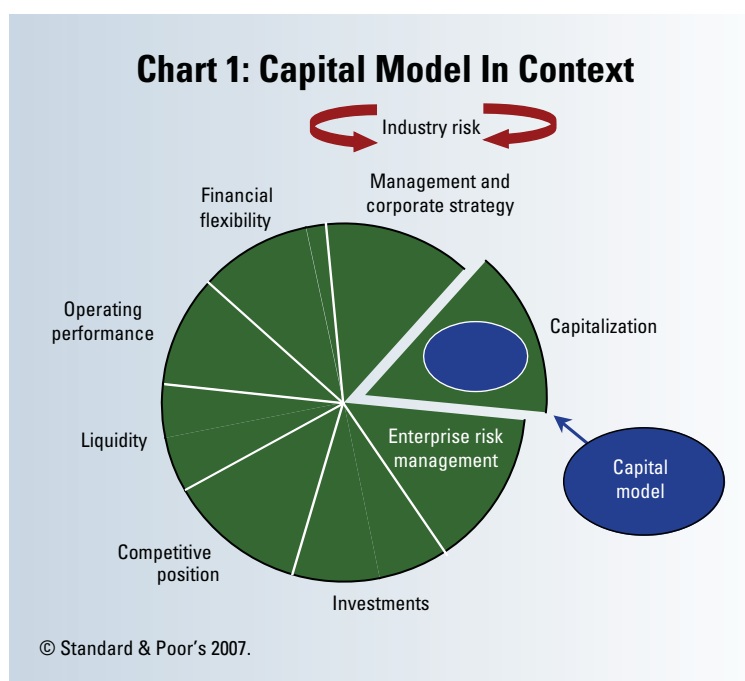 Chart 1: Capital Model In Context
Industry risk
Management and
corporate strategy
Financial
flexibility
Capitalization
Operating
performance
Enterprise risk
management
Liquidity
Capital
model
Competitive
position
Investments
© Standard & Poor's 2007.